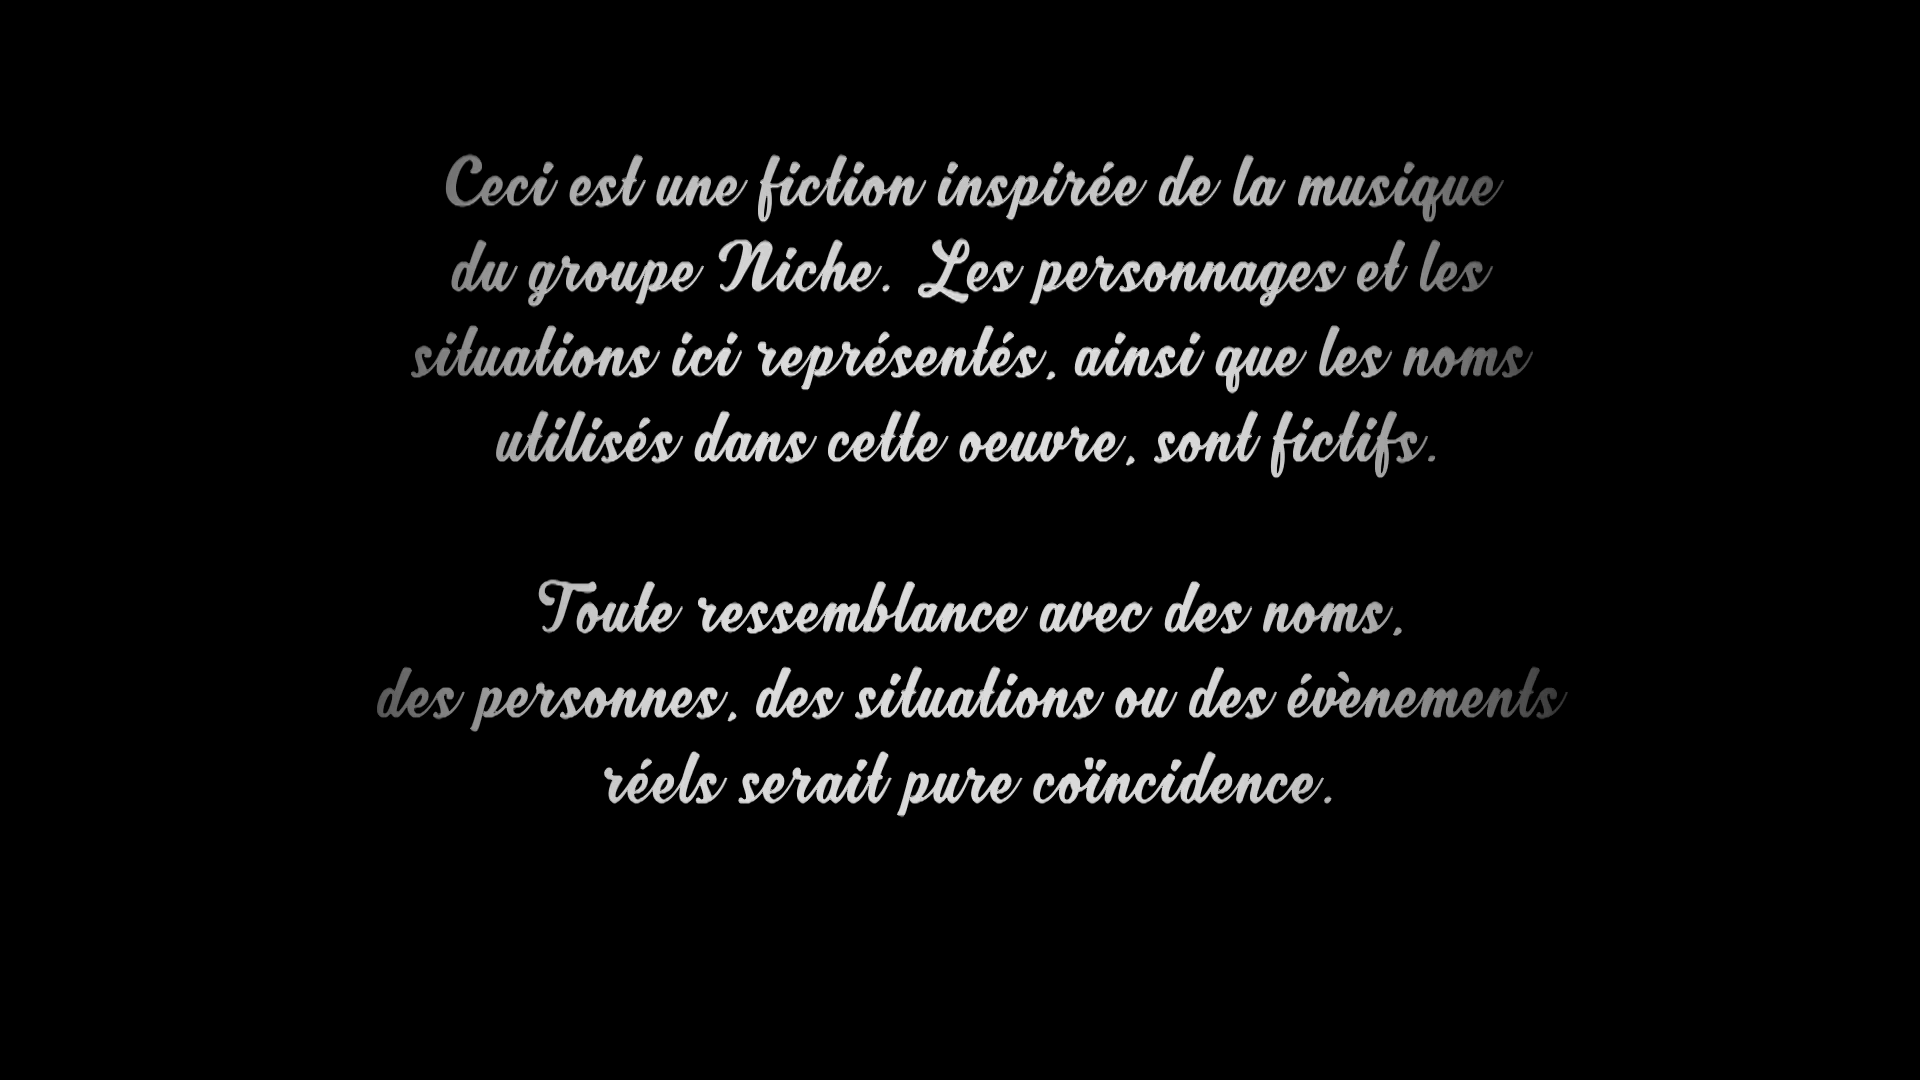 Ceci est une fiction inspirée de la musique
du groupe Niche. Les personnages et les
situations ici représentés, ainsi que les noms
utilisés dans cette oeuvre, sont fictifs.
Toute ressemblance avec des noms,
des personnes, des situations ou des évènements
réels serait pure coïncidence.